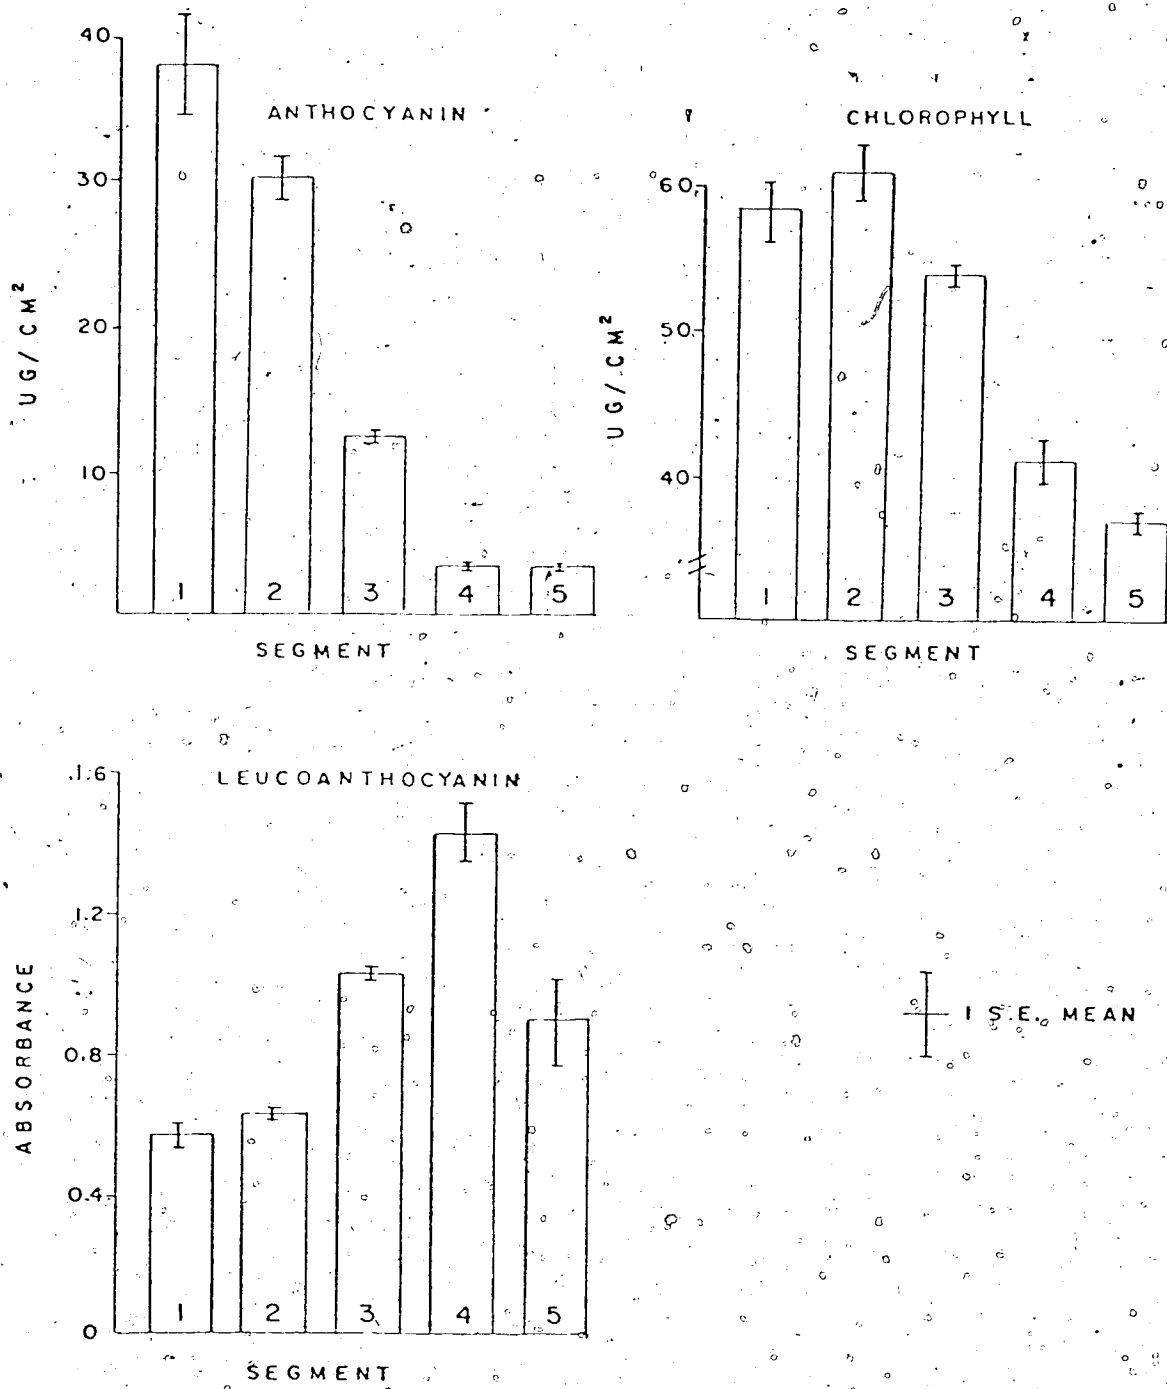 ANTHOCYANIN
40
30
20
10
UG/CM²
1 2 3 4 5
SEGMENT
CHLOROPHYLL
60
50
40
UG/CM²
1 2 3 4 5
SEGMENT
LEUCOANTHOCYANIN
1.6
1.2
0.8
0.4
0
ABSORBANCE
1 2 3 4 5
SEGMENT
1 S.E. MEAN